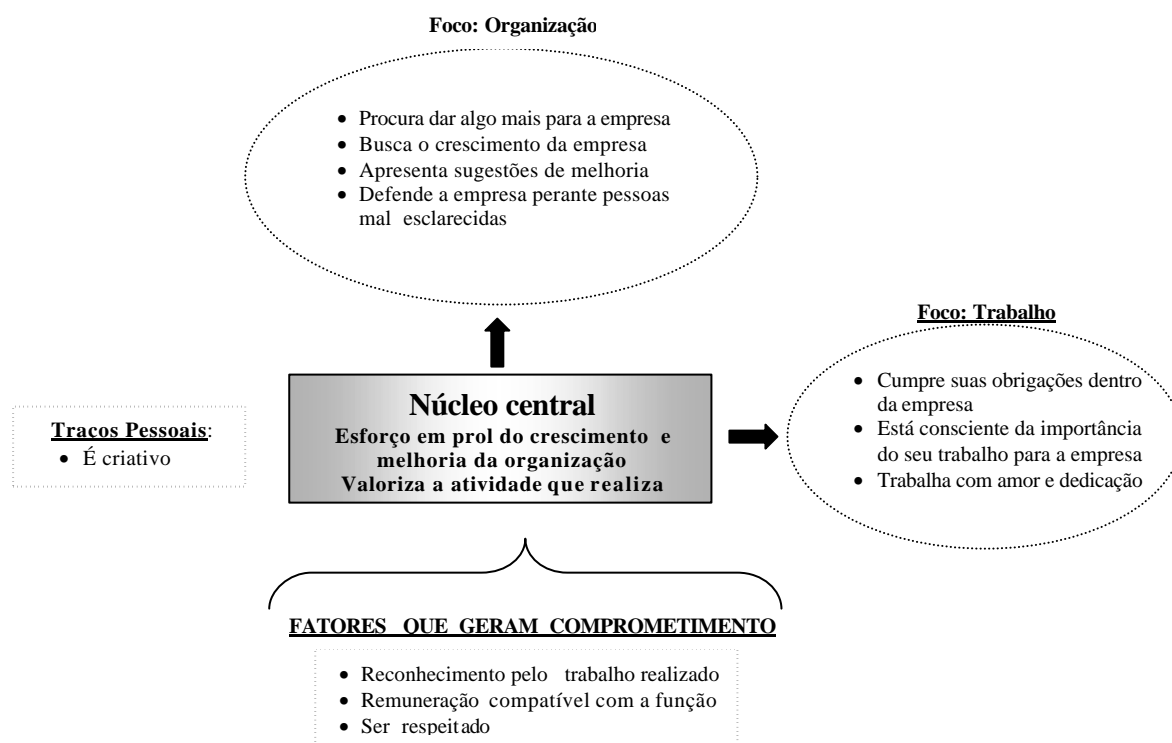 Foco: Organização
• Procura dar algo mais para a empresa
• Busca o crescimento da empresa
• Apresenta sugestões de melhoria
• Defende a empresa perante pessoas
mal esclarecidas
Foco: Trabalho
• Cumpre suas obrigações dentro
da empresa
• Está consciente da importância
do seu trabalho para a empresa
• Trabalha com amor e dedicação
Núcleo central
Esforço em prol do crescimento e
melhoria da organização
Valoriza a atividade que realiza
Tracos Pessoais:
• É criativo
FATORES QUE GERAM COMPROMETIMENTO
• Reconhecimento pelo trabalho realizado
• Remuneração compatível com a função
• Ser respeitado